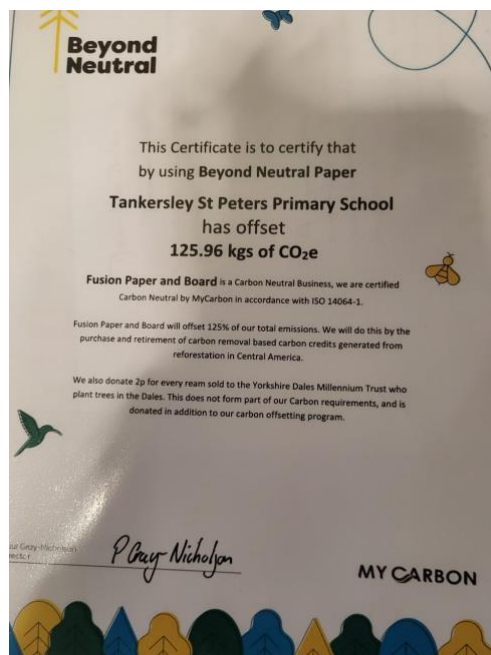 Beyond
Neutral
This Certificate is to certify that
by using Beyond Neutral Paper
Tankersley St Peters Primary School
has offset
125.96 kgs of CO₂e
Fusion Paper and Board is a Carbon Neutral Business, we are certified
Carbon Neutral by MyCarbon in accordance with ISO 14064-1.
Fusion Paper and Board will offset 125% of our total emissions. We will do this by the
purchase and retirement of carbon removal based carbon credits generated from
reforestation in Central America.
We also donate 2p for every ream sold to the Yorkshire Dales Millennium Trust who
plant trees in the Dales. This does not form part of our Carbon requirements, and is
donated in addition to our carbon offsetting program.
Gray-Nicholson
P Gray-Nicholson
MY CARBON